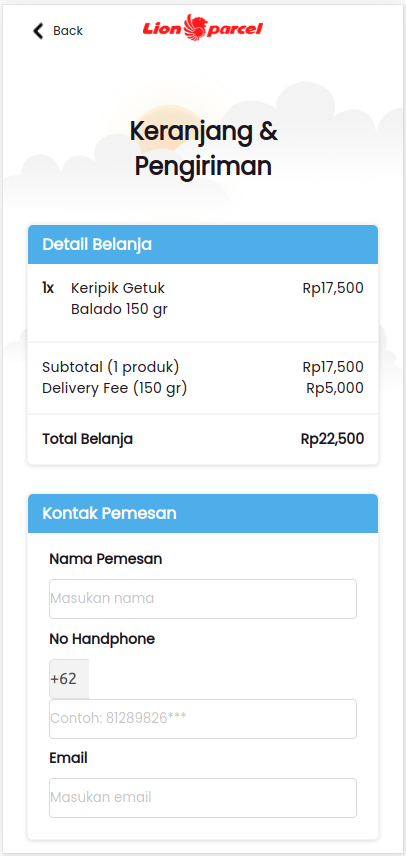 Back
Lion parcel
Keranjang &
Pengiriman
Detail Belanja
1x Keripik Getuk Rp17,500
Balado 150 gr
Subtotal (1 produk) Rp17,500
Delivery Fee (150 gr) Rp5,000
Total Belanja Rp22,500
Kontak Pemesan
Nama Pemesan
Masukan nama
No Handphone
+62
Contoh: 81289826***
Email
Masukan email